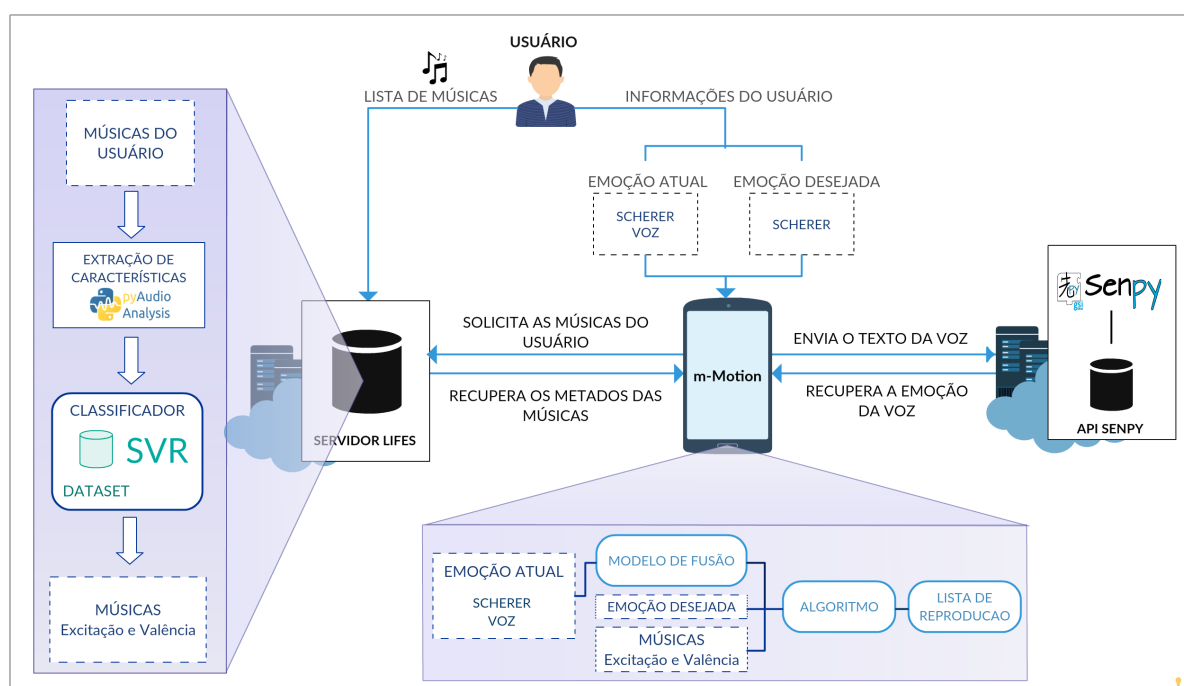 USUÁRIO
LISTA DE MÚSICAS
INFORMAÇÕES DO USUÁRIO
EMOÇÃO ATUAL
SCHERER
VOZ
EMOÇÃO DESEJADA
SCHERER
MÚSICAS DO
USUÁRIO
EXTRAÇÃO DE
CARACTERÍSTICAS
pyAudio
Analysis
CLASSIFICADOR
SVR
DATASET
MÚSICAS
Excitação e Valência
SERVIDOR LIFES
SOLICITA AS MÚSICAS DO
USUÁRIO
RECUPERA OS METADOS DAS
MÚSICAS
m-Motion
ENVIA O TEXTO DA VOZ
RECUPERA A EMOÇÃO
DA VOZ
Senpy
API SENPY
EMOÇÃO ATUAL
SCHERER
VOZ
MODELO DE FUSÃO
EMOÇÃO DESEJADA
MÚSICAS
Excitação e Valência
ALGORITMO
LISTA DE
REPRODUCAO